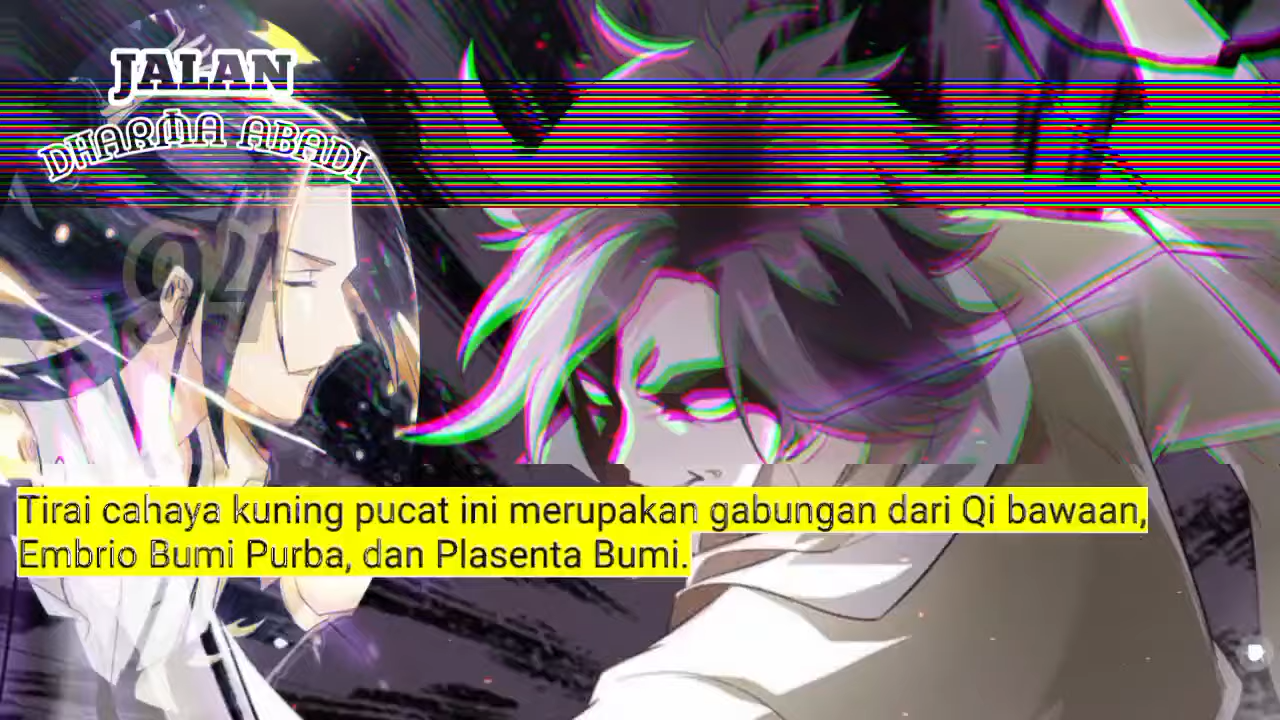 JALAN
DHARMA ABADI
94
Tirai cahaya kuning pucat ini merupakan gabungan dari Qi bawaan,
Embrio Bumi Purba, dan Plasenta Bumi.